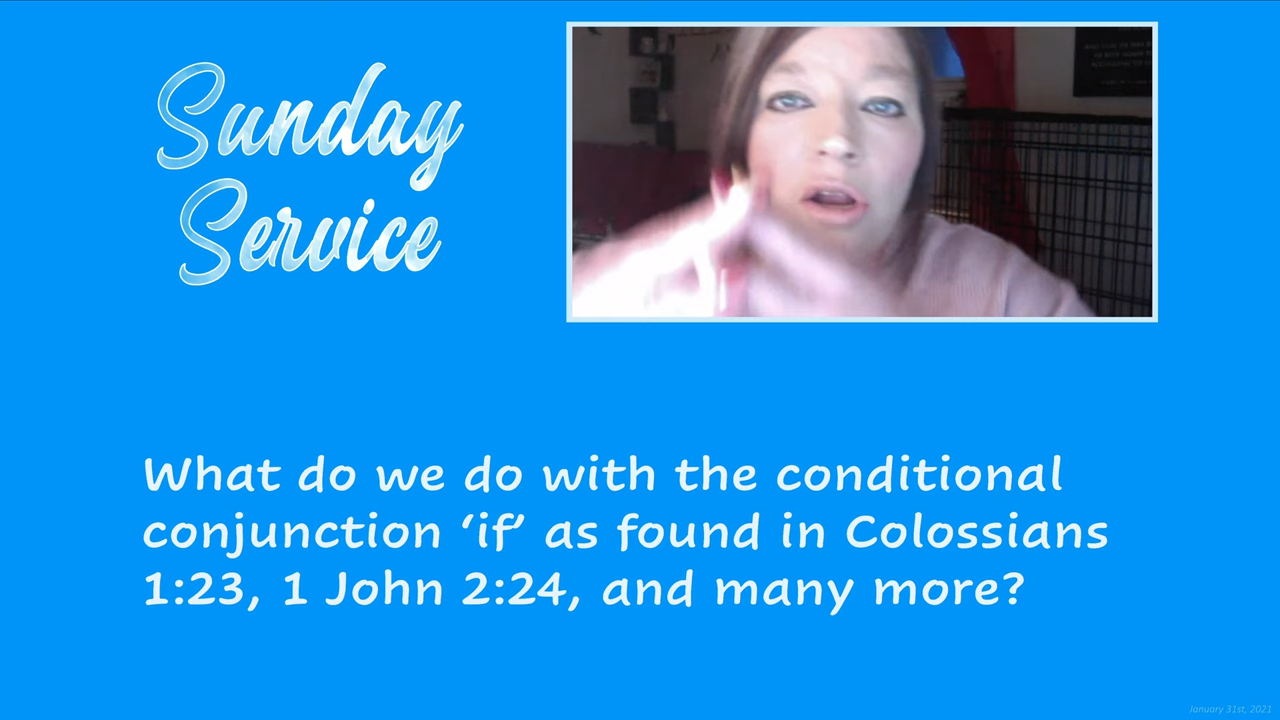 Sunday
Service
What do we do with the conditional
conjunction ‘if’ as found in Colossians
1:23, 1 John 2:24, and many more?
January 31st, 2021